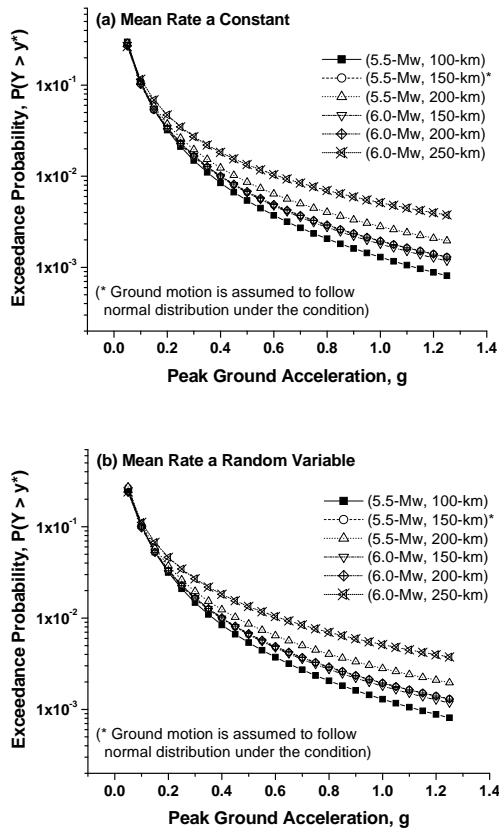 (a) Mean Rate a Constant
Exceedance Probability, P(Y > y*)
1x10⁻¹
1x10⁻²
1x10⁻³
(5.5-Mw, 100-km)
(5.5-Mw, 150-km)*
(5.5-Mw, 200-km)
(6.0-Mw, 150-km)
(6.0-Mw, 200-km)
(6.0-Mw, 250-km)
(* Ground motion is assumed to follow
normal distribution under the condition)
0.0 0.2 0.4 0.6 0.8 1.0 1.2 1.4
Peak Ground Acceleration, g
(b) Mean Rate a Random Variable
Exceedance Probability, P(Y > y*)
1x10⁻¹
1x10⁻²
1x10⁻³
(5.5-Mw, 100-km)
(5.5-Mw, 150-km)*
(5.5-Mw, 200-km)
(6.0-Mw, 150-km)
(6.0-Mw, 200-km)
(6.0-Mw, 250-km)
(* Ground motion is assumed to follow
normal distribution under the condition)
0.0 0.2 0.4 0.6 0.8 1.0 1.2 1.4
Peak Ground Acceleration, g